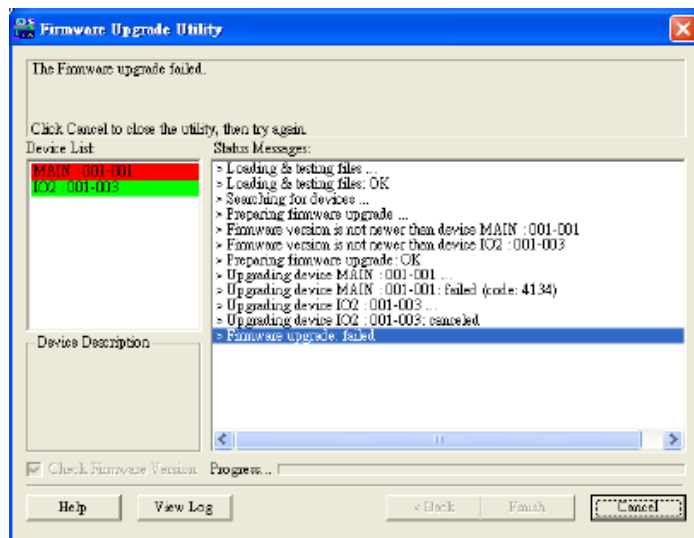 Firmware Upgrade Utility
The Firmware upgrade failed.
Click Cancel to close the utility, then try again.
Device List:
Status Messages:
MAIN : 001-001
IO2 : 001-003
> Loading & testing files ...
> Loading & testing files: OK
> Searching for devices ...
> Preparing firmware upgrade ...
> Firmware version is not newer than device MAIN : 001-001
> Firmware version is not newer than device IO2 : 001-003
> Preparing firmware upgrade: OK
> Upgrading device MAIN : 001-001 ...
> Upgrading device MAIN : 001-001: failed (code: 4134)
> Upgrading device IO2 : 001-003 ...
> Upgrading device IO2 : 001-003: canceled
> Firmware upgrade: failed
Device Description
Check Firmware Version
Progress...
Help
View Log
< Back
Finish
Cancel